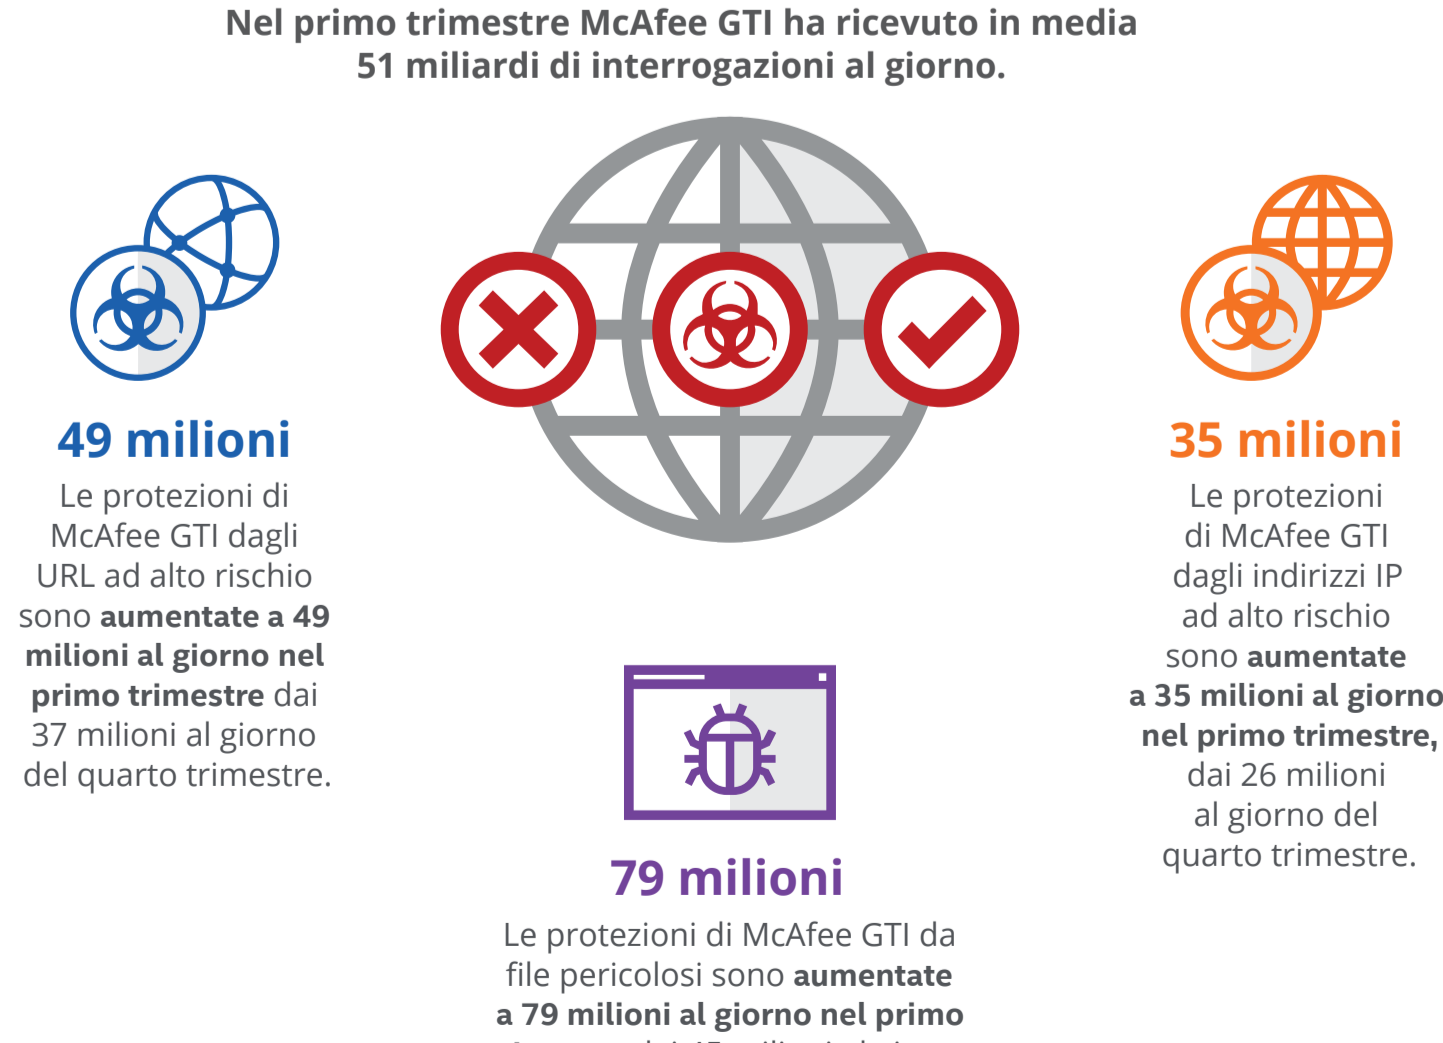 Nel primo trimestre McAfee GTI ha ricevuto in media
51 miliardi di interrogazioni al giorno.
49 milioni
Le protezioni di
McAfee GTI dagli
URL ad alto rischio
sono aumentate a 49
milioni al giorno nel
primo trimestre dai
37 milioni al giorno
del quarto trimestre.
79 milioni
Le protezioni di McAfee GTI da
file pericolosi sono aumentate
a 79 milioni al giorno nel primo
35 milioni
Le protezioni
di McAfee GTI
dagli indirizzi IP
ad alto rischio
sono aumentate
a 35 milioni al giorno
nel primo trimestre,
dai 26 milioni
al giorno del
quarto trimestre.